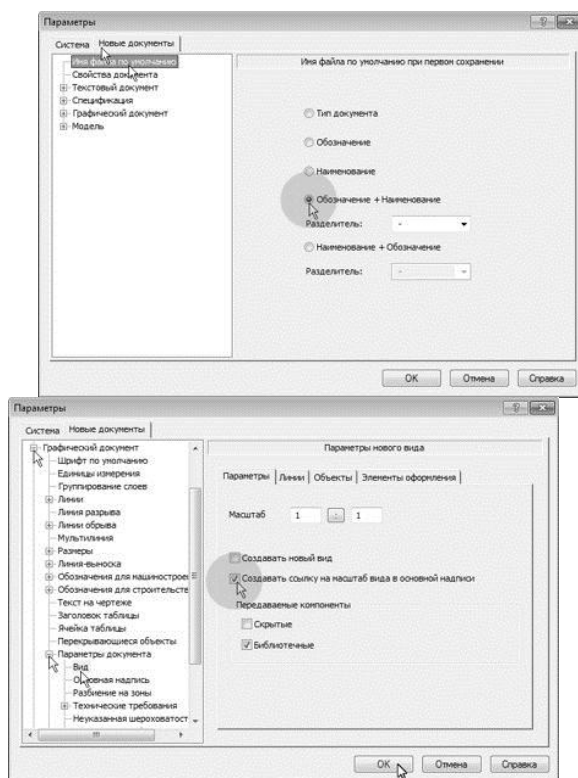 Параметры
Система Новые документы
Имя файла по умолчанию
Свойства документа
Текстовый документ
Спецификация
Графический документ
Модель
Имя файла по умолчанию при первом сохранении
Тип документа
Обозначение
Наименование
Обозначение + Наименование
Разделитель: -
Наименование + Обозначение
Разделитель: -
ОК Отмена Справка
Параметры
Система Новые документы
Графический документ
Шрифт по умолчанию
Единицы измерения
Группирование слоев
Линии
Линия разрыва
Линии обрыва
Мультилиния
Размеры
Линия-выноска
Обозначения для машинострое
Обозначения для строительств
Текст на чертеже
Заголовок таблицы
Ячейка таблицы
Перекрывающиеся объекты
Параметры документа
Вид
Основная надпись
Разбиение на зоны
Технические требования
Неуказанная шероховатост
Параметры нового вида
Параметры Линии Объекты Элементы оформления
Масштаб 1 : 1
Создавать новый вид
Создавать ссылку на масштаб вида в основной надписи
Передаваемые компоненты
Скрытые
Библиотечные
ОК Отмена Справка